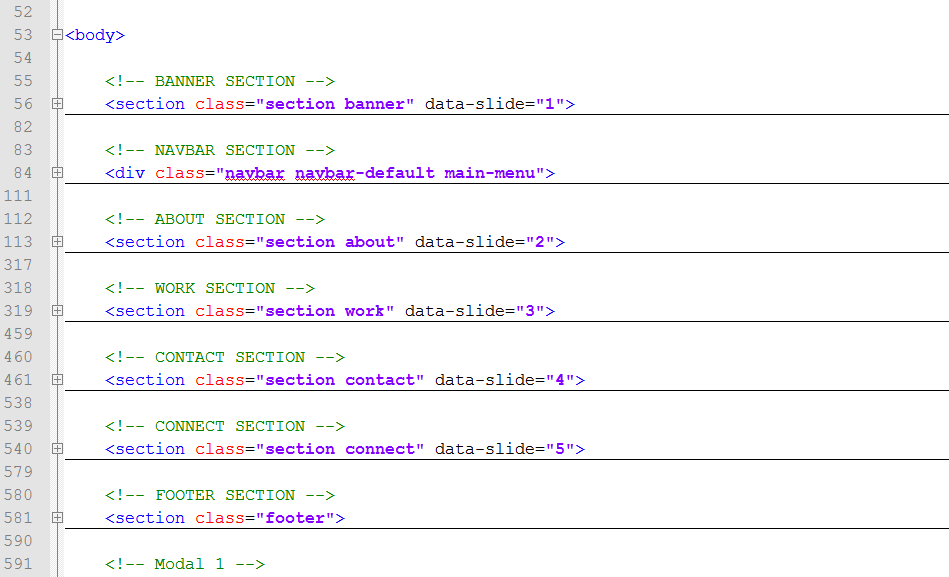 52
53 <body>
54
55 <!-- BANNER SECTION -->
56 <section class="section banner" data-slide="1">
82
83 <!-- NAVBAR SECTION -->
84 <div class="navbar navbar-default main-menu">
111
112 <!-- ABOUT SECTION -->
113 <section class="section about" data-slide="2">
317
318 <!-- WORK SECTION -->
319 <section class="section work" data-slide="3">
459
460 <!-- CONTACT SECTION -->
461 <section class="section contact" data-slide="4">
538
539 <!-- CONNECT SECTION -->
540 <section class="section connect" data-slide="5">
579
580 <!-- FOOTER SECTION -->
581 <section class="footer">
590
591 <!-- Modal 1 -->